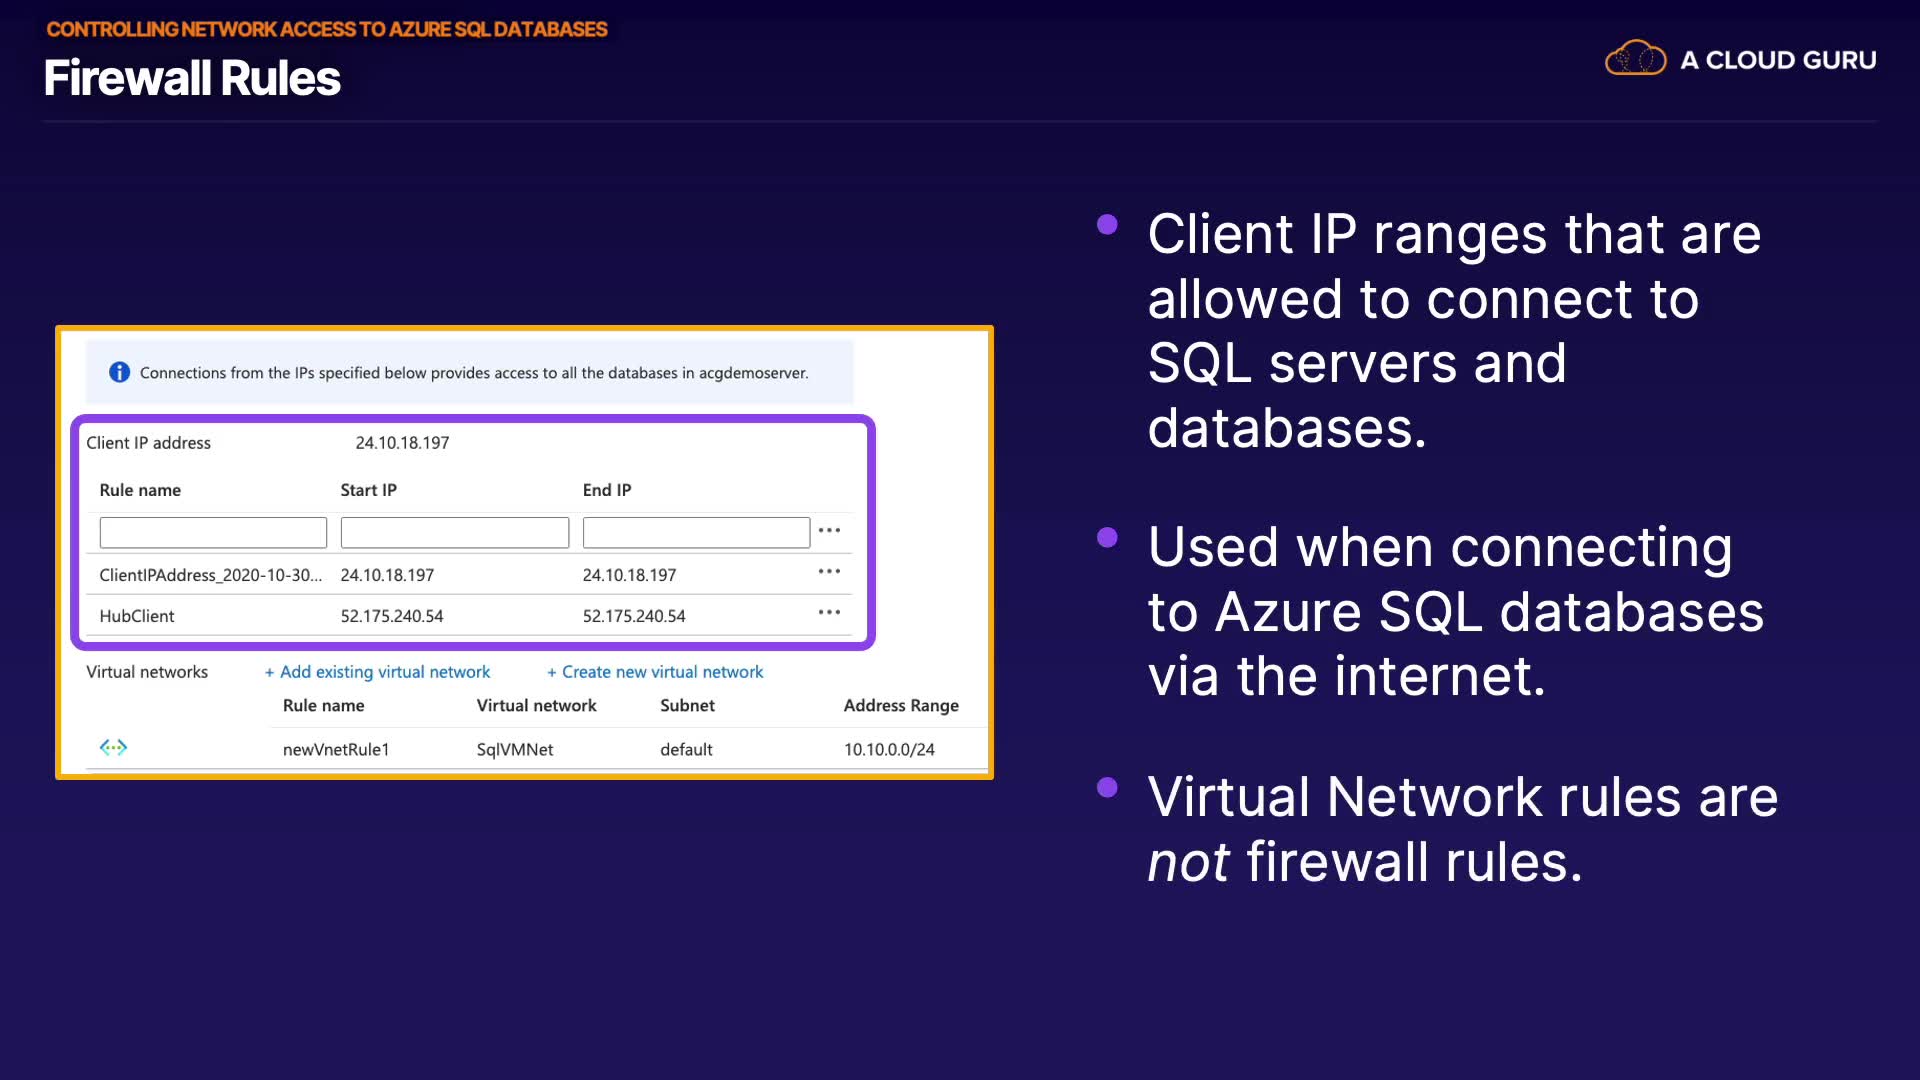 CONTROLLING NETWORK ACCESS TO AZURE SQL DATABASES
Firewall Rules
A CLOUD GURU
Connections from the IPs specified below provides access to all the databases in acgdemoserver.
Client IP address 24.10.18.197
Rule name Start IP End IP
ClientIPAddress_2020-10-30... 24.10.18.197 24.10.18.197
HubClient 52.175.240.54 52.175.240.54
Virtual networks + Add existing virtual network + Create new virtual network
Rule name Virtual network Subnet Address Range
newVnetRule1 SqlVMNet default 10.10.0.0/24
Client IP ranges that are
allowed to connect to
SQL servers and
databases.
Used when connecting
to Azure SQL databases
via the internet.
Virtual Network rules are
not firewall rules.